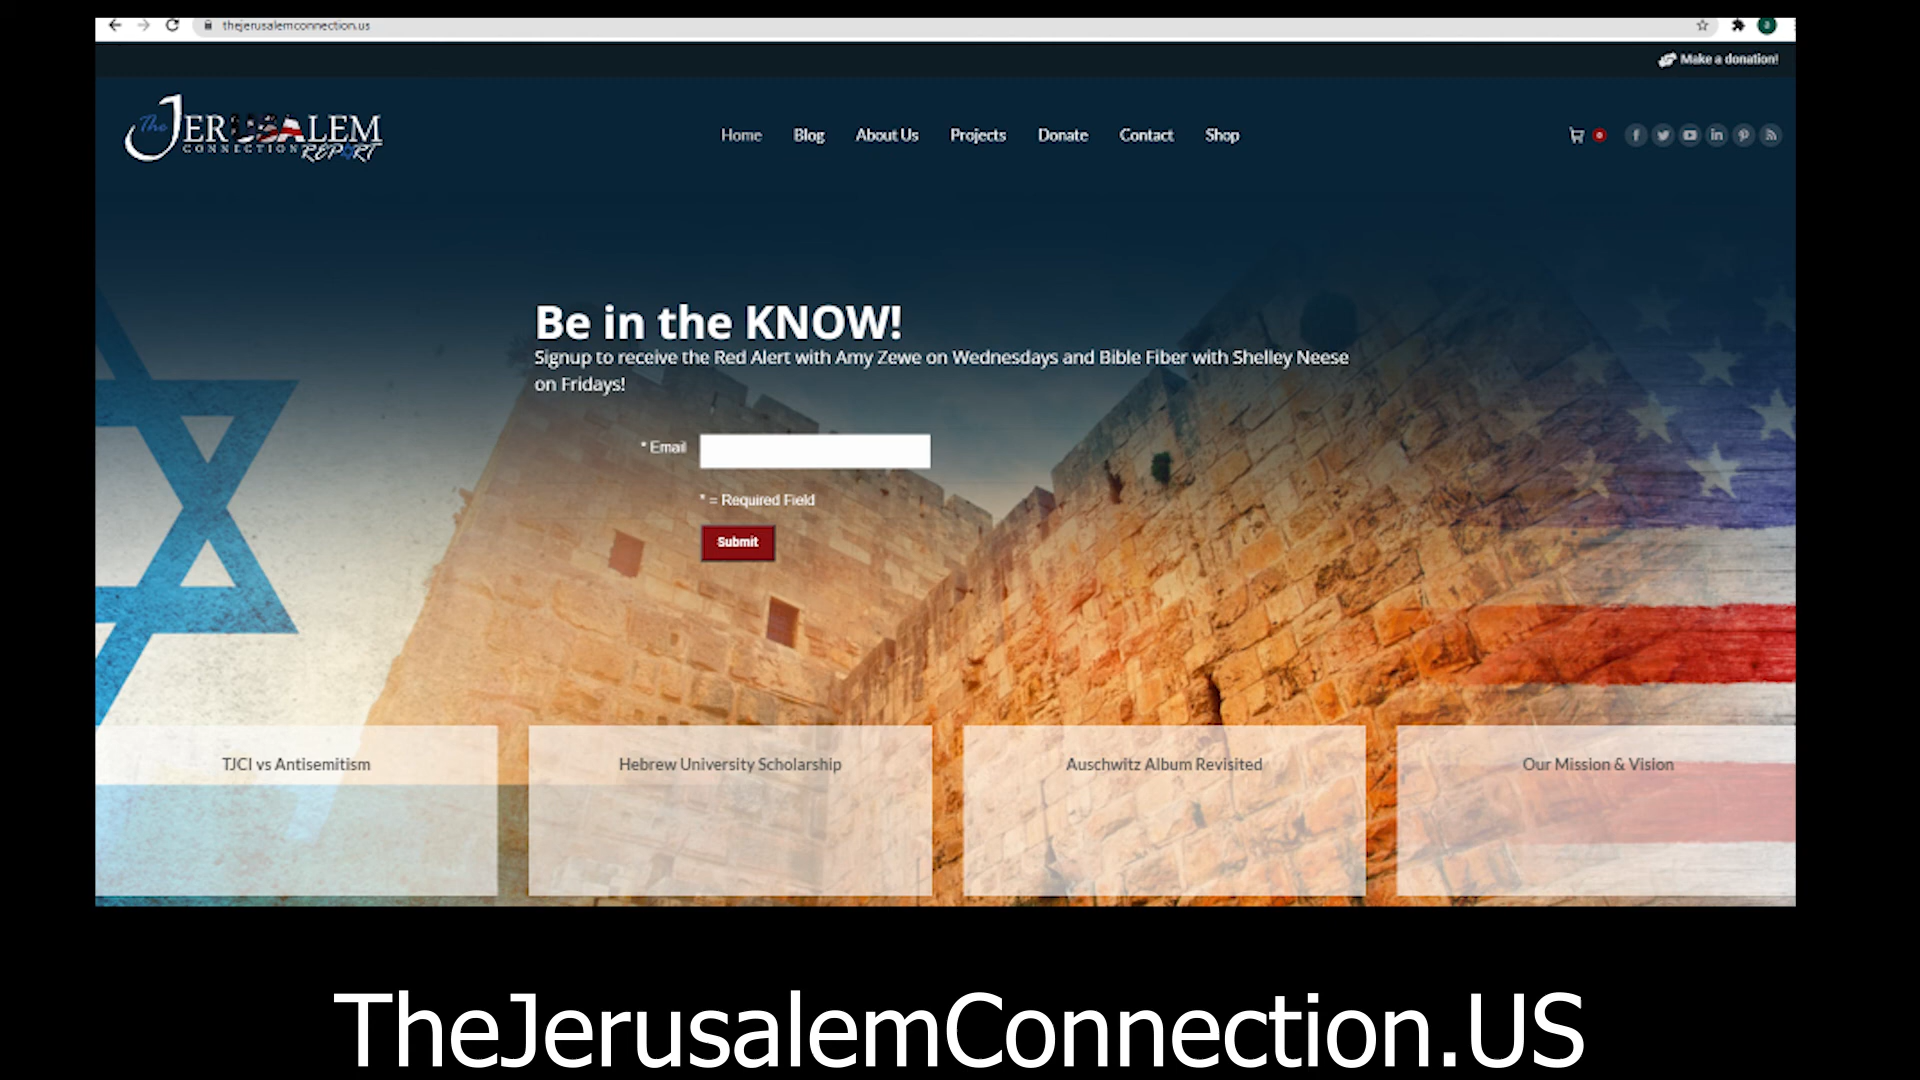 thejerusalemconnection.us
Make a donation!
The JERUSALEM
CONNECTION REPORT
Home Blog About Us Projects Donate Contact Shop
0
Be in the KNOW!
Signup to receive the Red Alert with Amy Zewe on Wednesdays and Bible Fiber with Shelley Neese
on Fridays!
* Email
* = Required Field
Submit
TJCI vs Antisemitism
Hebrew University Scholarship
Auschwitz Album Revisited
Our Mission & Vision
TheJerusalemConnection.US